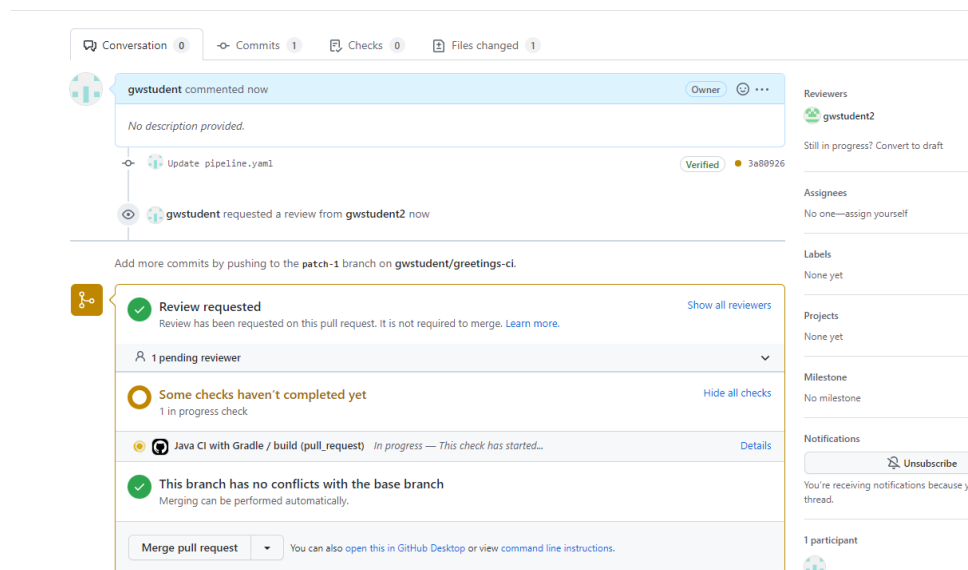 Conversation 0 Commits 1 Checks 0 Files changed 1
gwstudent commented now Owner
No description provided.
Update pipeline.yaml Verified 3a80926
gwstudent requested a review from gwstudent2 now
Add more commits by pushing to the patch-1 branch on gwstudent/greetings-ci.
Review requested Show all reviewers
Review has been requested on this pull request. It is not required to merge. Learn more.
1 pending reviewer
Some checks haven't completed yet Hide all checks
1 in progress check
Java CI with Gradle / build (pull_request) In progress — This check has started... Details
This branch has no conflicts with the base branch
Merging can be performed automatically.
Merge pull request You can also open this in GitHub Desktop or view command line instructions.
Reviewers
gwstudent2
Still in progress? Convert to draft
Assignees
No one—assign yourself
Labels
None yet
Projects
None yet
Milestone
No milestone
Notifications
Unsubscribe
You're receiving notifications because y
thread.
1 participant